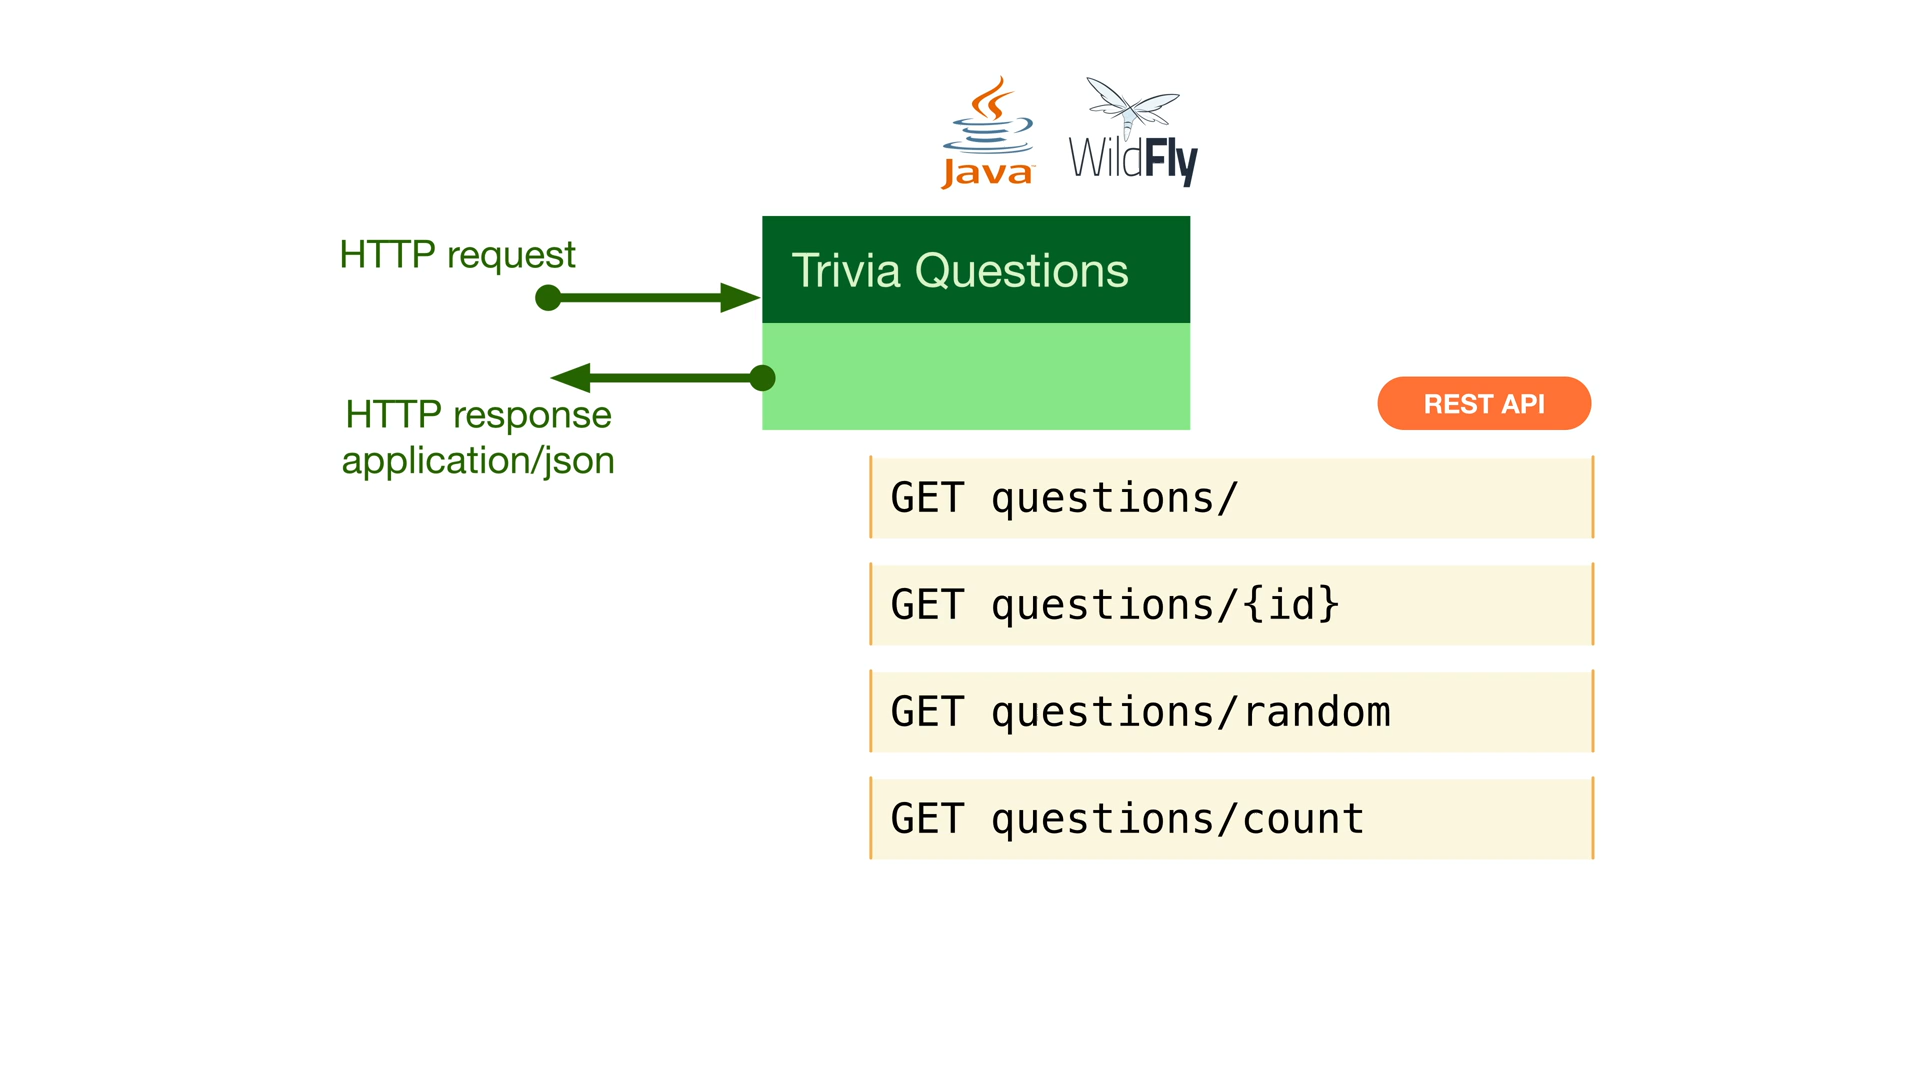 Java
WildFly
HTTP request
Trivia Questions
HTTP response
application/json
REST API
GET questions/
GET questions/{id}
GET questions/random
GET questions/count